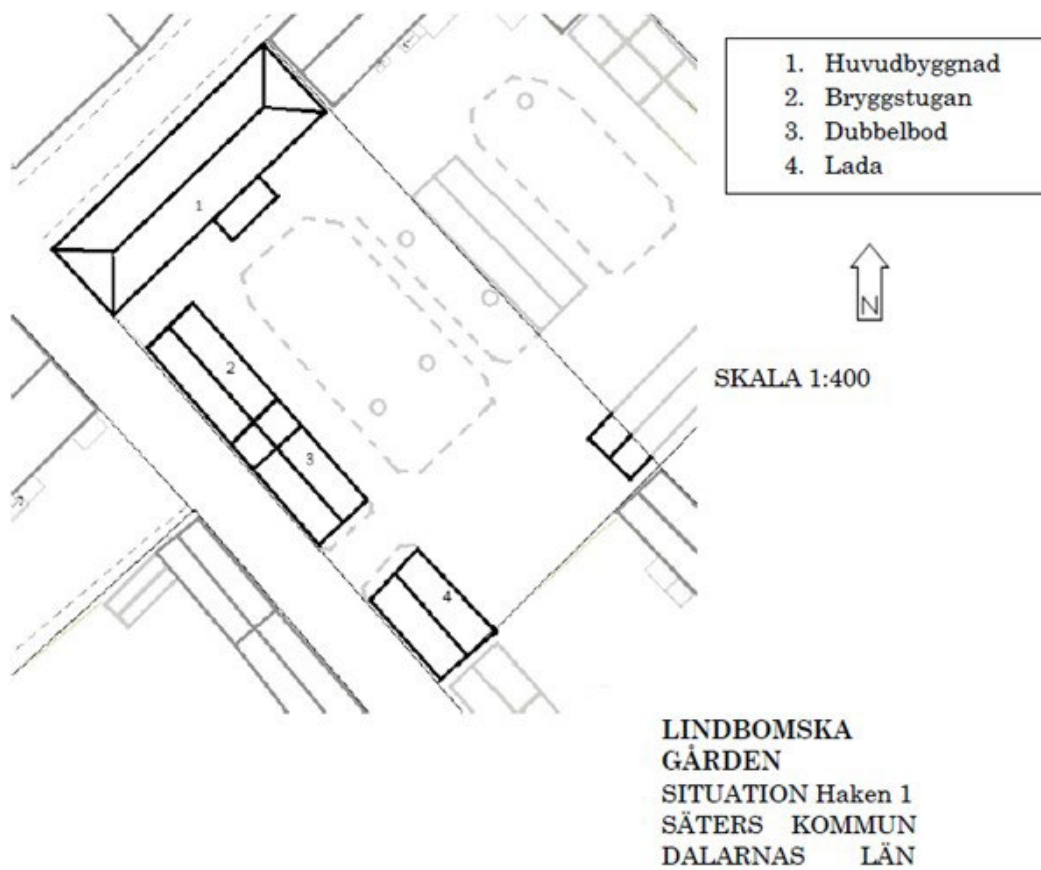 1. Huvudbyggnad
2. Bryggstugan
3. Dubbelbod
4. Lada
N
SKALA 1:400
1
2
3
4
LINDBOMSKA
GÅRDEN
SITUATION Haken 1
SÄTERS KOMMUN
DALARNAS LÄN